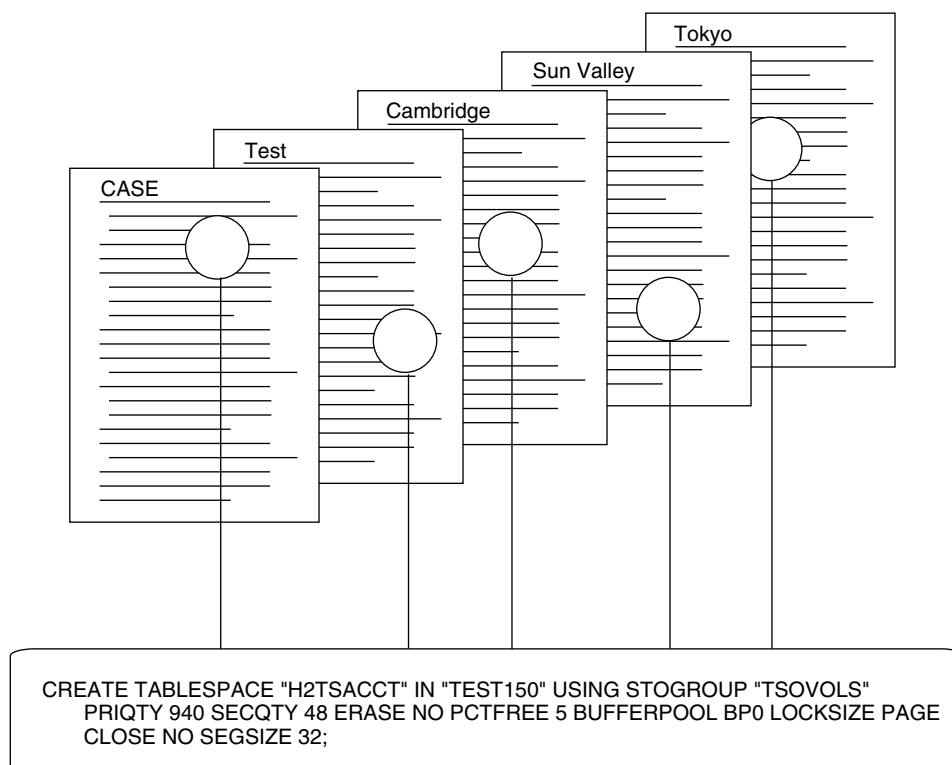 Tokyo
Sun Valley
Cambridge
Test
CASE
CREATE TABLESPACE "H2TSACCT" IN "TEST150" USING STOGROUP "TSOVOLS"
PRIQTY 940 SECQTY 48 ERASE NO PCTFREE 5 BUFFERPOOL BP0 LOCKSIZE PAGE
CLOSE NO SEGSIZE 32;